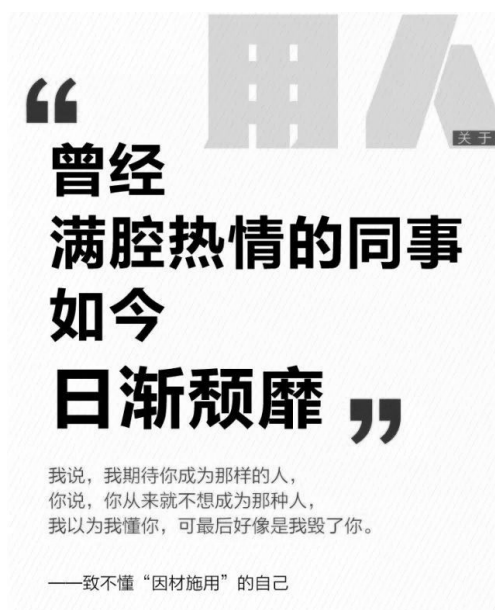 用人
关于
“
曾经
满腔热情的同事
如今
日渐颓靡
”
我说，我期待你成为那样的人，
你说，你从来就不想成为那种人，
我以为我懂你，可最后好像是我毁了你。
——致不懂“因材施用”的自己